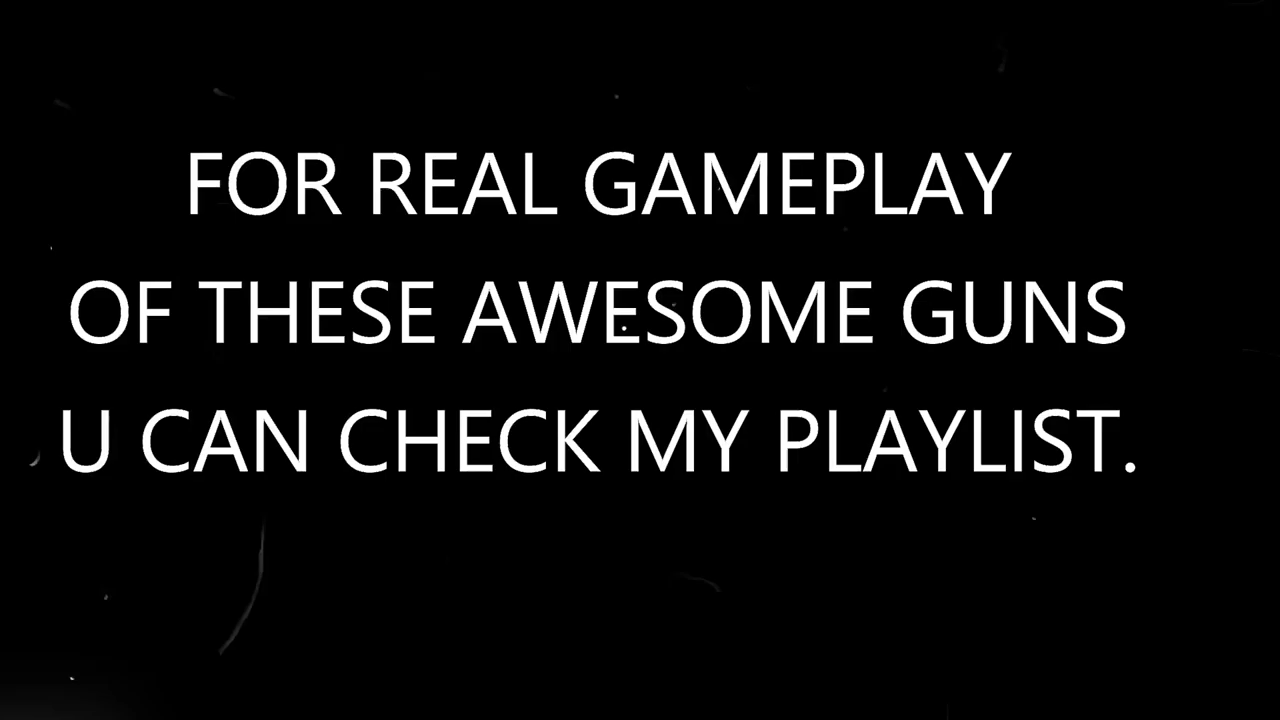 FOR REAL GAMEPLAY
OF THESE AWESOME GUNS
U CAN CHECK MY PLAYLIST.